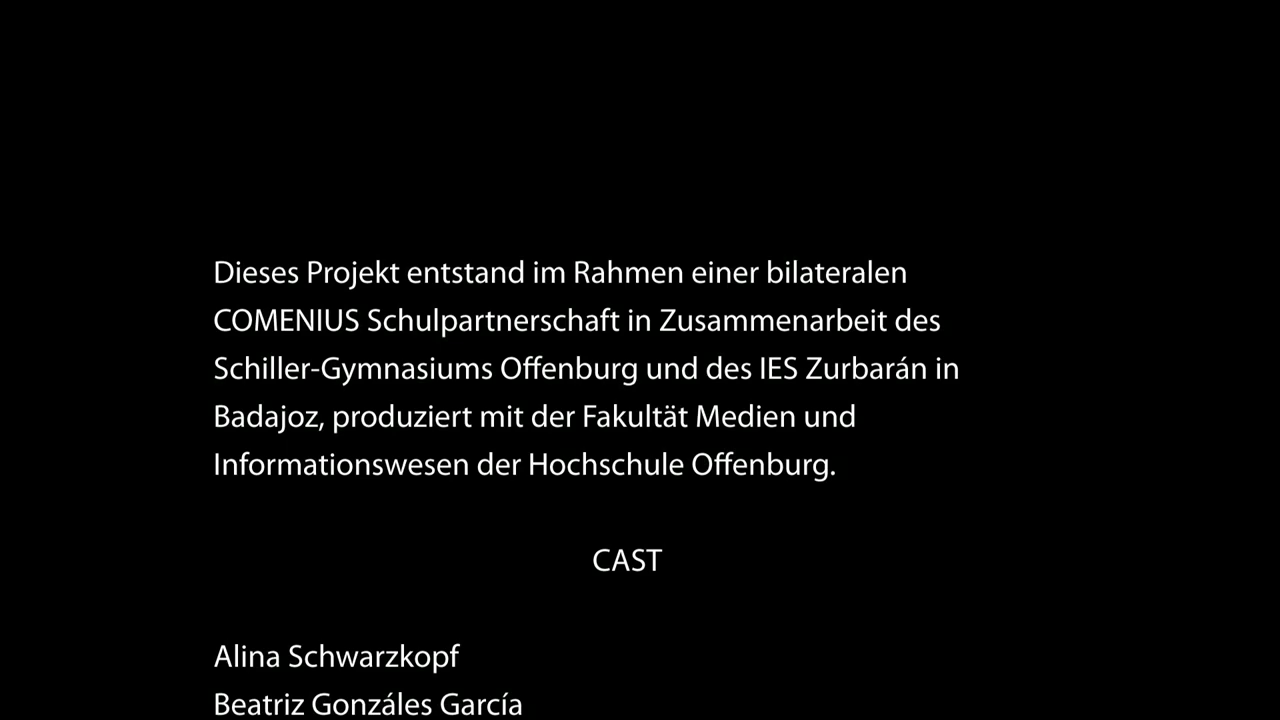 Dieses Projekt entstand im Rahmen einer bilateralen
COMENIUS Schulpartnerschaft in Zusammenarbeit des
Schiller-Gymnasiums Offenburg und des IES Zurbarán in
Badajoz, produziert mit der Fakultät Medien und
Informationswesen der Hochschule Offenburg.
CAST
Alina Schwarzkopf
Beatriz Gonzáles García